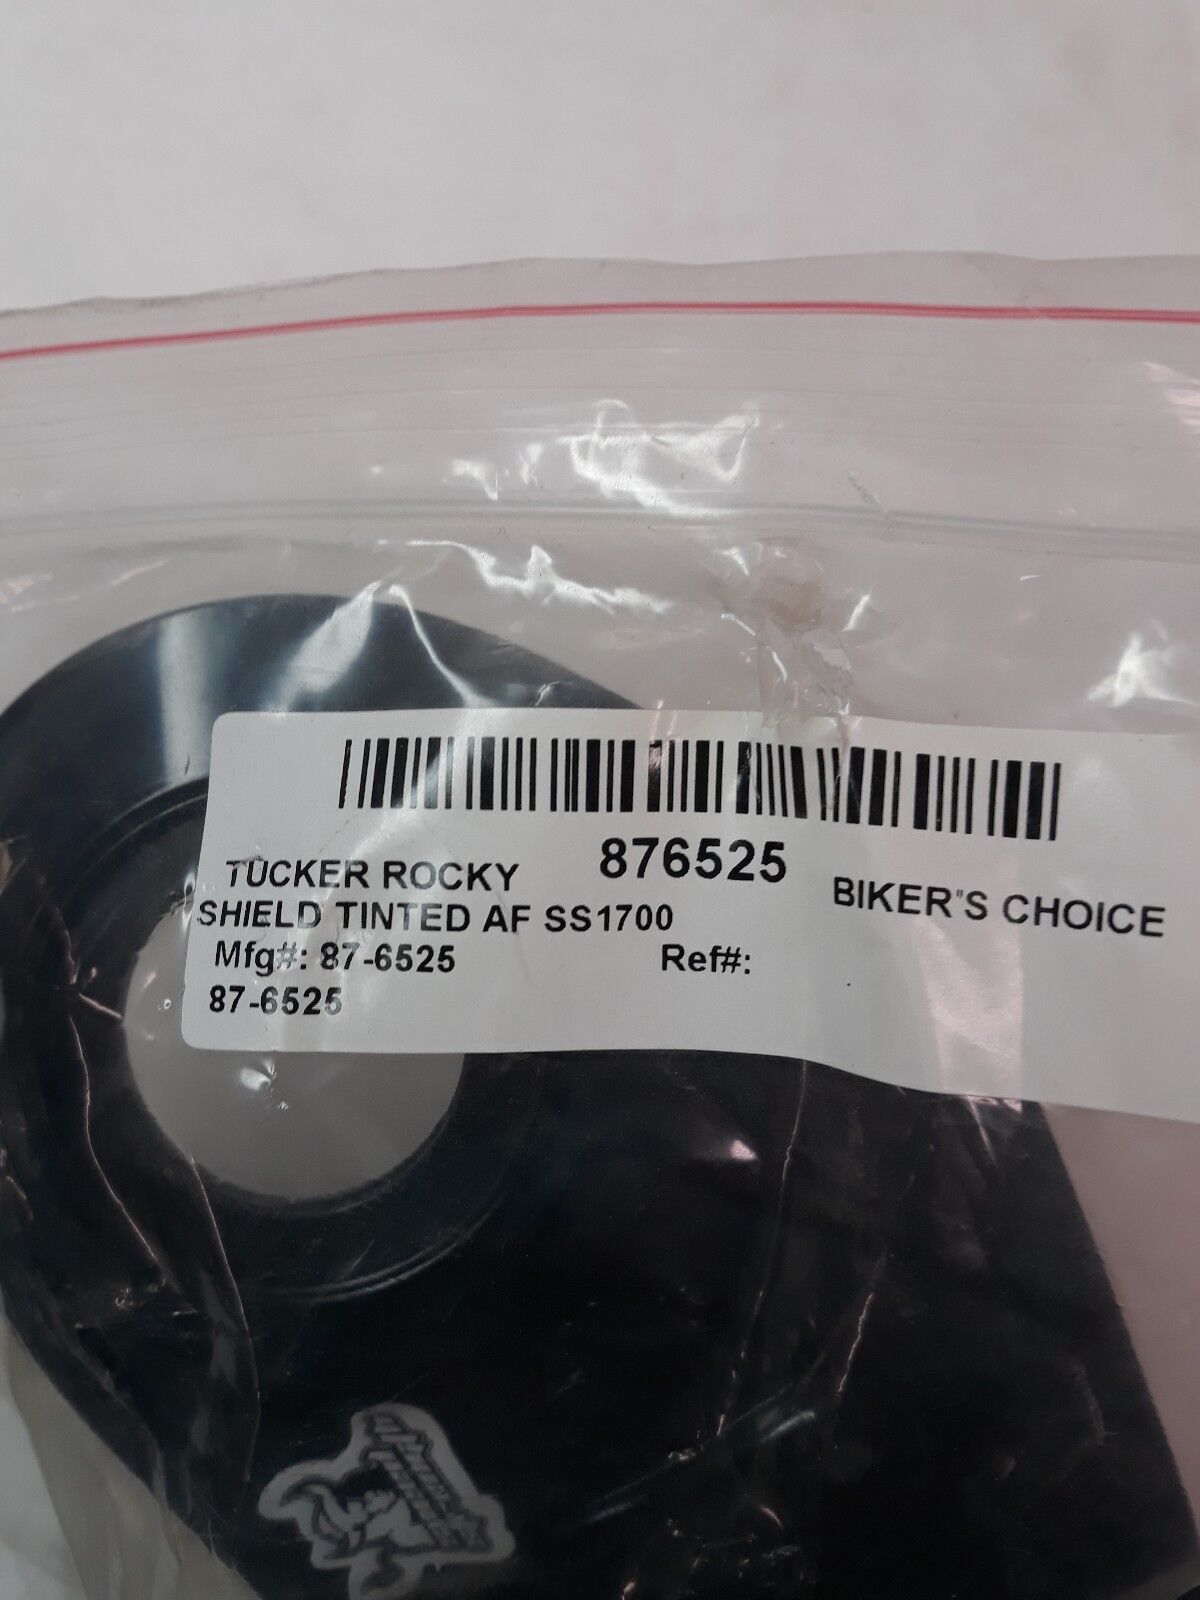 876525
TUCKER ROCKY
BIKER"S CHOICE
SHIELD TINTED AF SS1700
Mfg#: 87-6525 Ref#:
87-6525